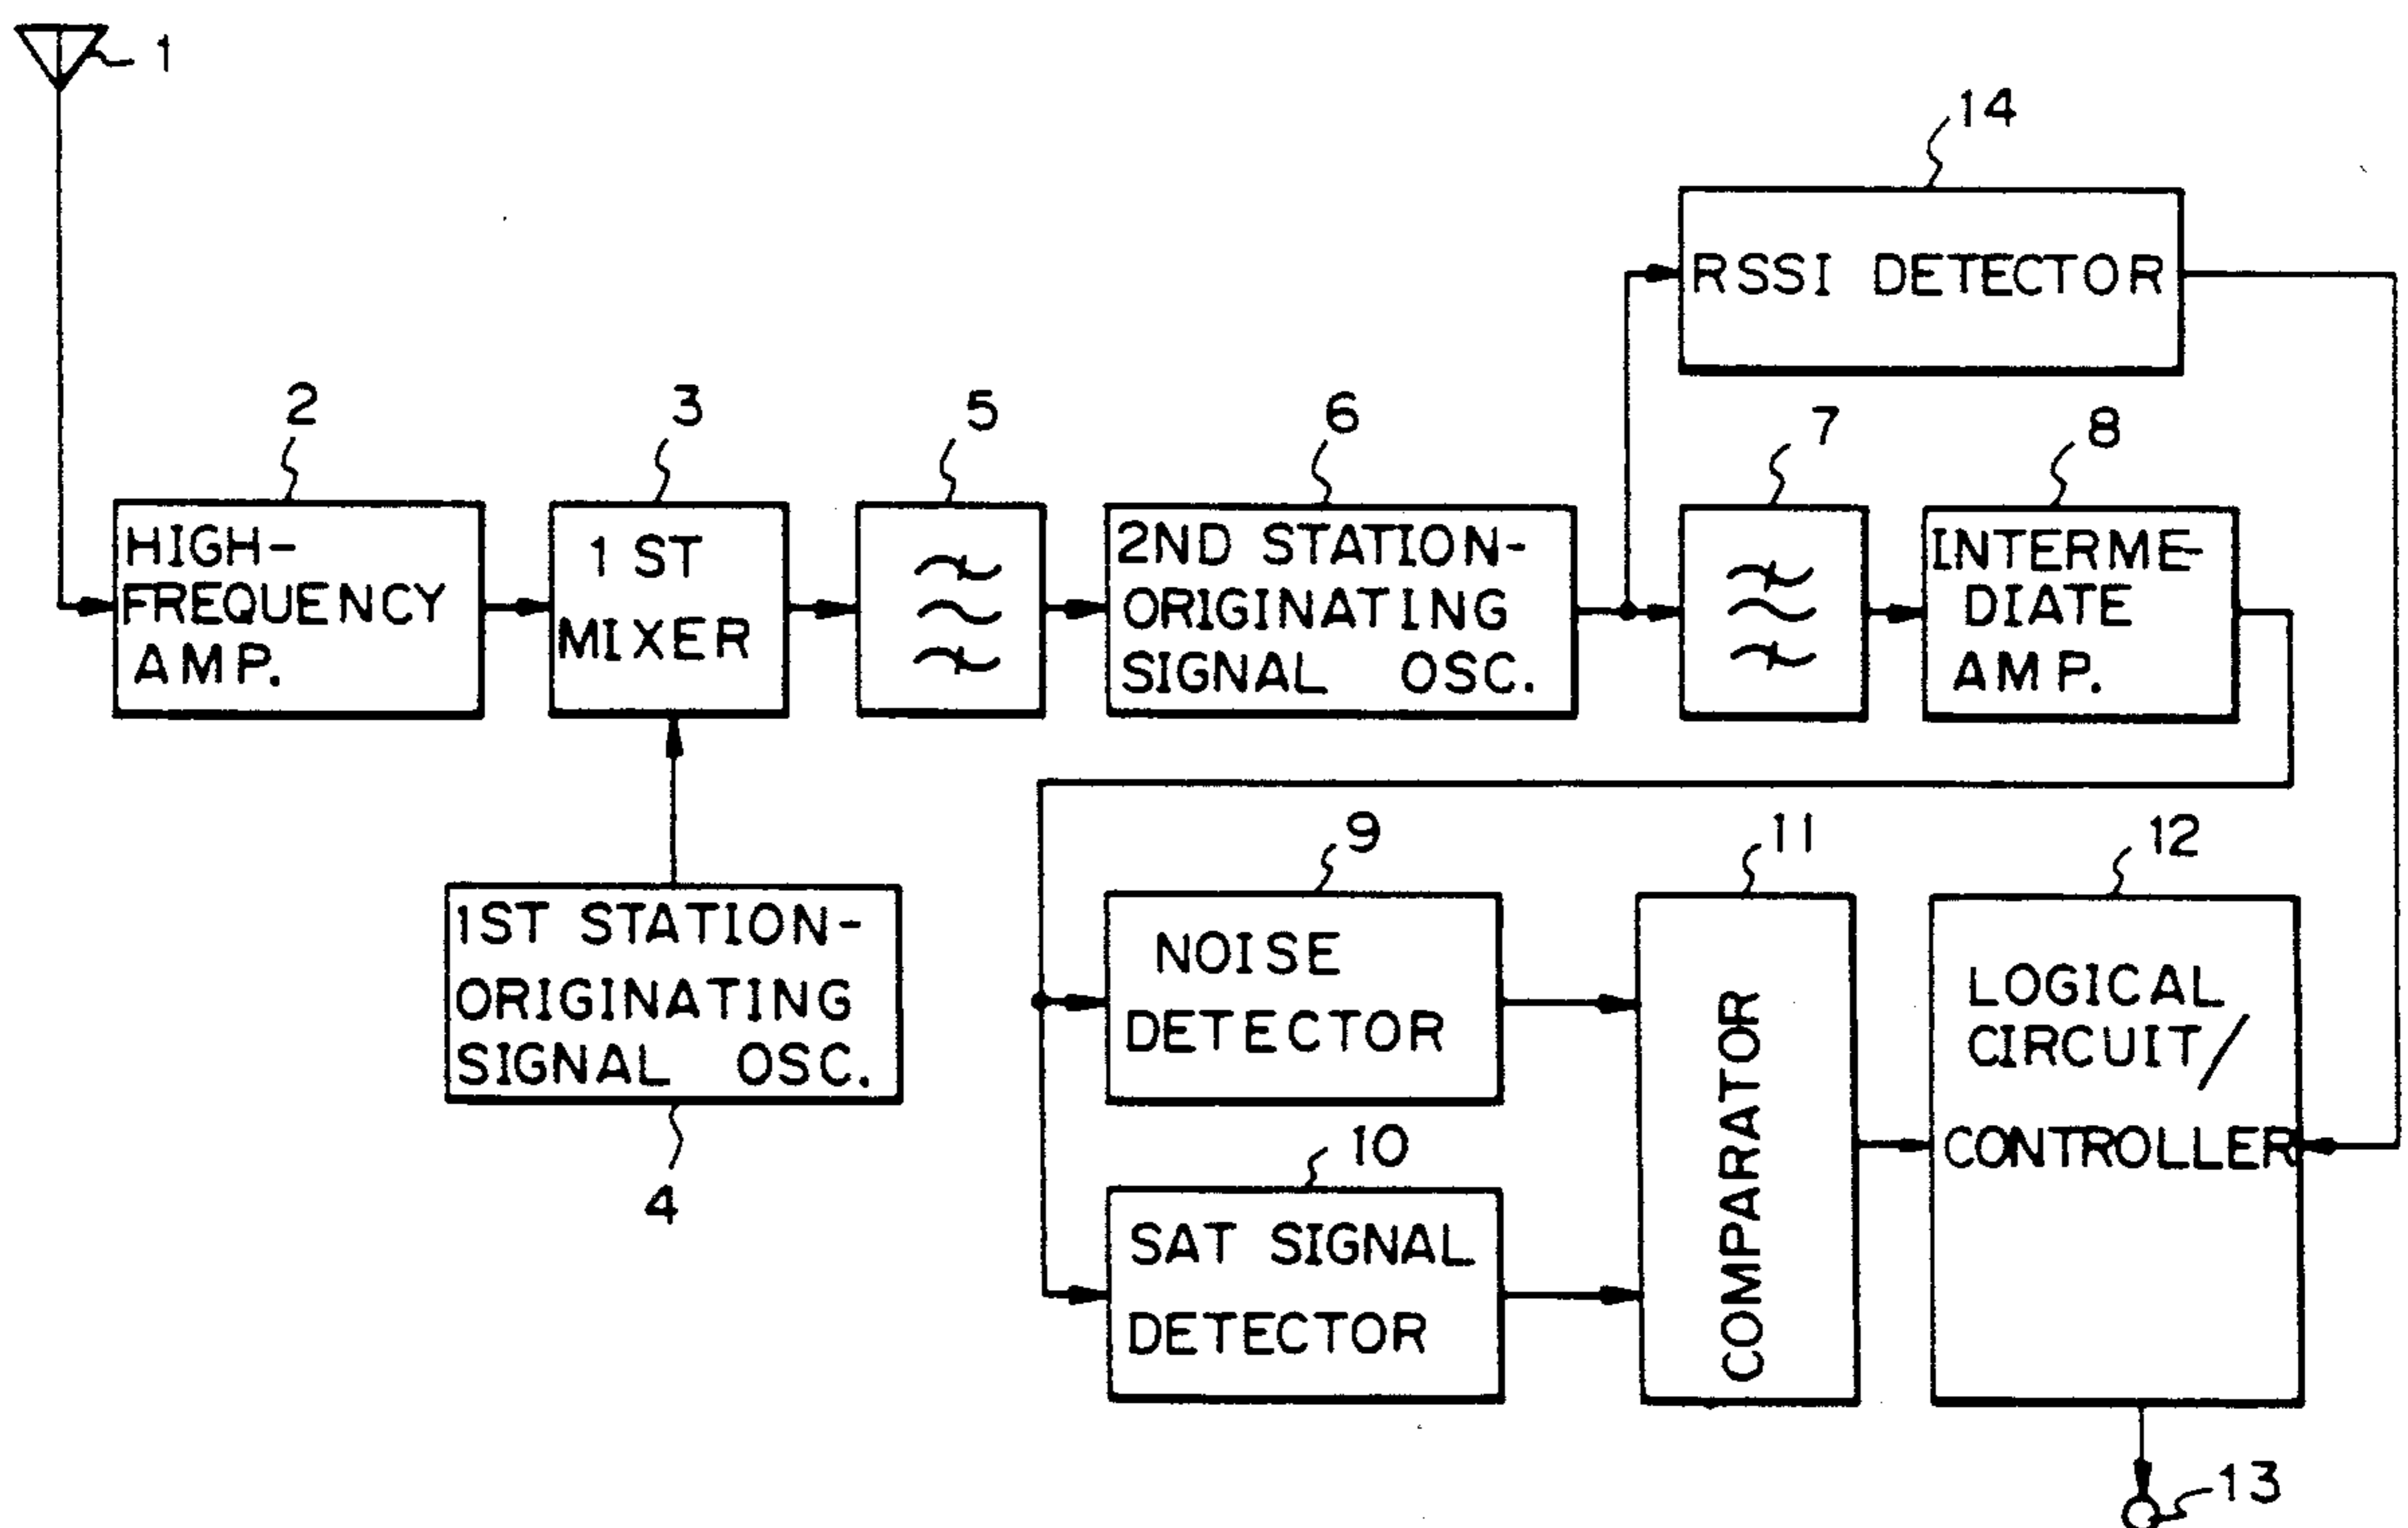 1
14
RSSI DETECTOR
2
3
5
6
7
8
HIGH-
FREQUENCY
AMP.
1 ST
MIXER
2ND STATION-
ORIGINATING
SIGNAL OSC.
INTERME-
DIATE
AMP.
1ST STATION-
ORIGINATING
SIGNAL OSC.
4
9
NOISE
DETECTOR
10
SAT SIGNAL
DETECTOR
11
COMPARATOR
12
LOGICAL
CIRCUIT/
CONTROLLER
13